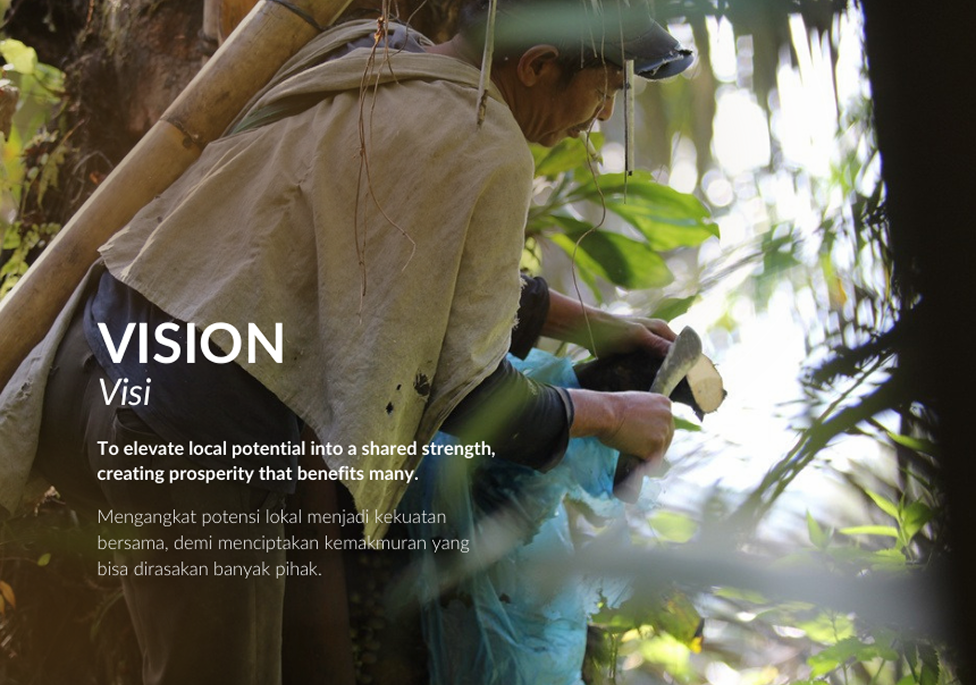 VISION
Visi
To elevate local potential into a shared strength,
creating prosperity that benefits many.
Mengangkat potensi lokal menjadi kekuatan
bersama, demi menciptakan kemakmuran yang
bisa dirasakan banyak pihak.